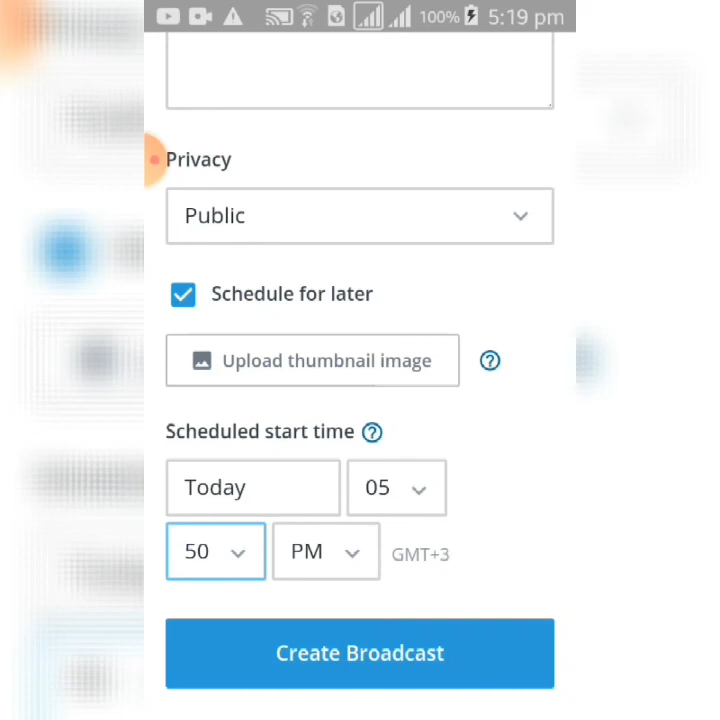 100% 5:19 pm
Privacy
Public
Schedule for later
Upload thumbnail image
Scheduled start time
Today 05
50 PM GMT+3
Create Broadcast